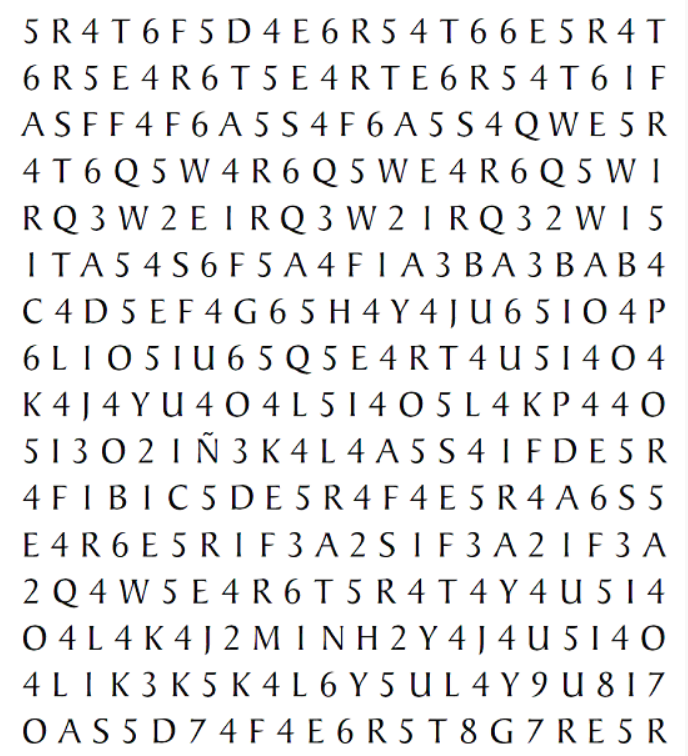 5 R 4 T 6 F 5 D 4 E 6 R 5 4 T 6 6 E 5 R 4 T
6 R 5 E 4 R 6 T 5 E 4 R T E 6 R 5 4 T 6 I F
A S F F 4 F 6 A 5 S 4 F 6 A 5 S 4 Q W E 5 R
4 T 6 Q 5 W 4 R 6 Q 5 W E 4 R 6 Q 5 W I
R Q 3 W 2 E I R Q 3 W 2 I R Q 3 2 W I 5
I T A 5 4 S 6 F 5 A 4 F I A 3 B A 3 B A B 4
C 4 D 5 E F 4 G 6 5 H 4 Y 4 J U 6 5 I O 4 P
6 L I O 5 I U 6 5 Q 5 E 4 R T 4 U 5 I 4 O 4
K 4 J 4 Y U 4 O 4 L 5 I 4 O 5 L 4 K P 4 4 O
5 I 3 O 2 I Ñ 3 K 4 L 4 A 5 S 4 I F D E 5 R
4 F I B I C 5 D E 5 R 4 F 4 E 5 R 4 A 6 S 5
E 4 R 6 E 5 R I F 3 A 2 S I F 3 A 2 I F 3 A
2 Q 4 W 5 E 4 R 6 T 5 R 4 T 4 Y 4 U 5 I 4
O 4 L 4 K 4 J 2 M I N H 2 Y 4 J 4 U 5 I 4 O
4 L I K 3 K 5 K 4 L 6 Y 5 U L 4 Y 9 U 8 I 7
O A S 5 D 7 4 F 4 E 6 R 5 T 8 G 7 R E 5 R